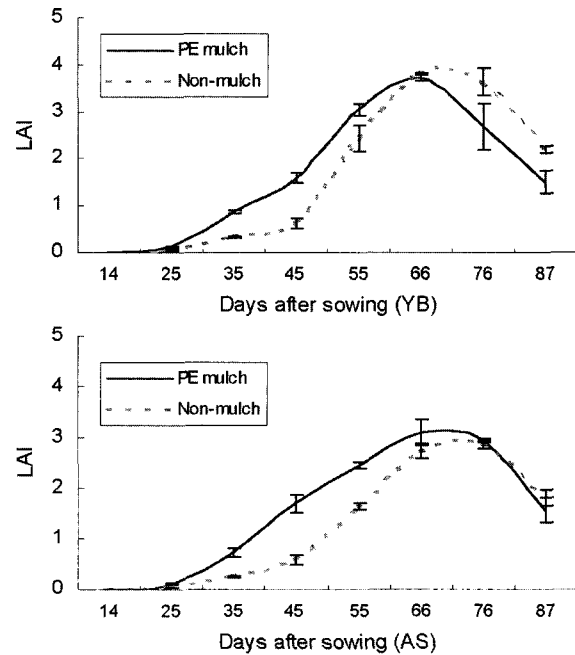 5
PE mulch
4
Non-mulch
3
LAI
2
1
0
14 25 35 45 55 66 76 87
Days after sowing (YB)
5
PE mulch
4
Non-mulch
3
LAI
2
1
0
14 25 35 45 55 66 76 87
Days after sowing (AS)